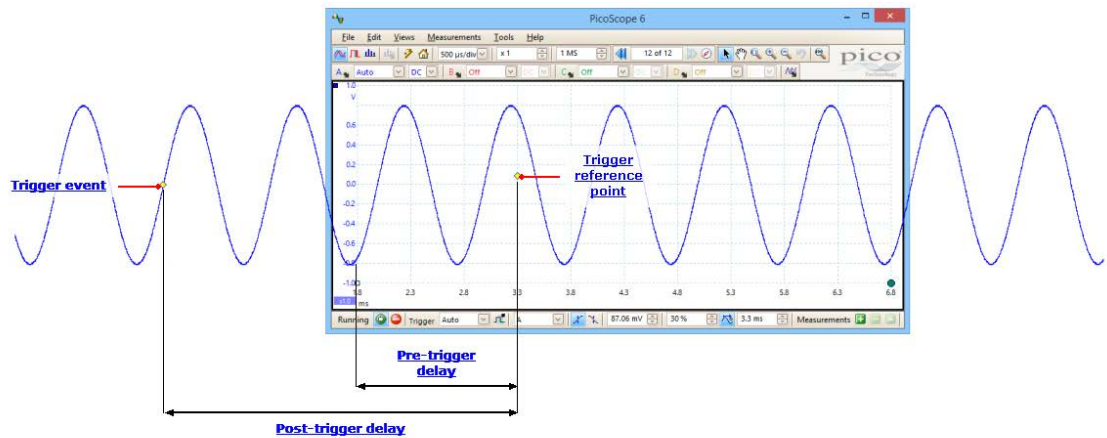 PicoScope 6
File Edit Views Measurements Tools Help
500 µs/div x 1 1 MS 12 of 12
pico
Technology
A Auto DC B Off DC C Off DC D Off
1.0
V
0.6
0.4
0.2
0.0
-0.2
-0.4
-0.6
-1.0
x1.0 ms
1.8 2.3 2.8 3.3 3.8 4.3 4.8 5.3 5.8 6.3 6.8
Trigger event
Trigger
reference
point
Running Trigger Auto A 87.06 mV 30 % 3.3 ms Measurements
Pre-trigger
delay
Post-trigger delay